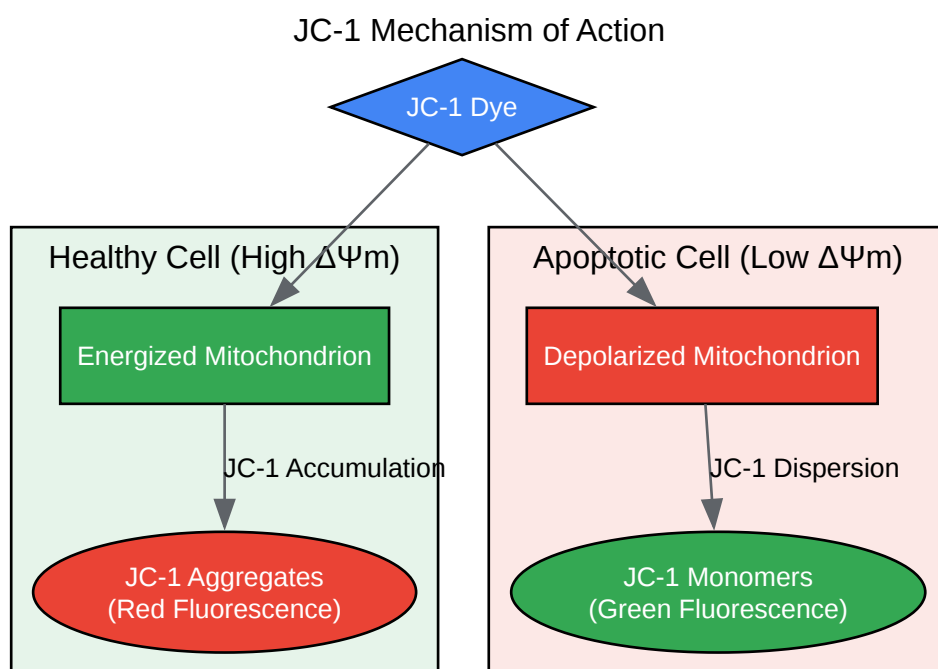 JC-1 Mechanism of Action
JC-1 Dye
Healthy Cell (High ΔΨm)
Energized Mitochondrion
JC-1 Accumulation
JC-1 Aggregates
(Red Fluorescence)
Apoptotic Cell (Low ΔΨm)
Depolarized Mitochondrion
JC-1 Dispersion
JC-1 Monomers
(Green Fluorescence)